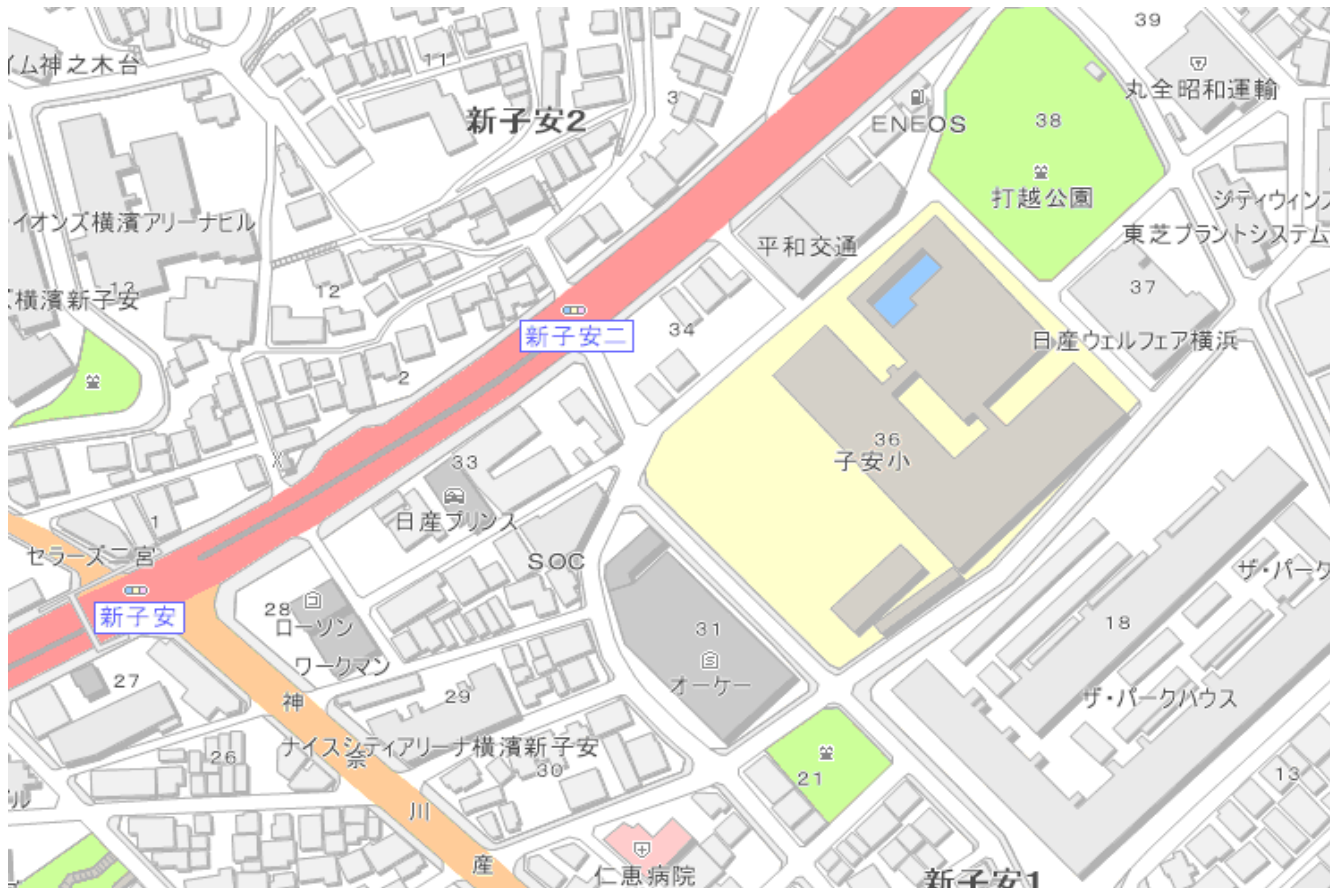 39
イム神之木台
11
丸全昭和運輸
3
新子安2
ENEOS
38
打越公園
シティウィンズ
イオンズ横濱アリーナヒル
東芝プラントシステム
平和交通
37
12
13
ズ横濱新子安
34
新子安二
日産ウェルフェア横浜
2
36
子安小
33
日産プリンス
1
セラーズ二宮
SOC
ザ・パーク
新子安
28
ローソン
31
18
ワークマン
オーケー
27
29
神
ザ・パークハウス
ナイスシティアリーナ横濱新子安
奈
26
30
21
13
ル
川
産
仁恵病院
新子安1